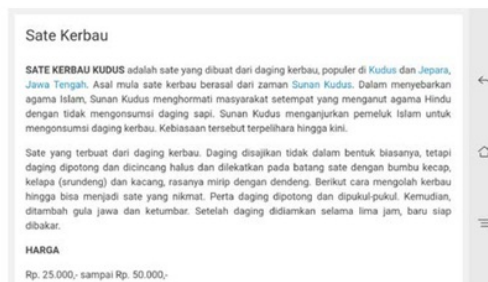 Sate Kerbau
SATE KERBAU KUDUS adalah sate yang dibuat dari daging kerbau, populer di Kudus dan Jepara,
Jawa Tengah. Asal mula sate kerbau berasal dari zaman Sunan Kudus. Dalam menyebarkan
agama Islam, Sunan Kudus menghormati masyarakat setempat yang menganut agama Hindu
dengan tidak mengonsumsi daging sapi. Sunan Kudus menganjurkan pemeluk Islam untuk
mengonsumsi daging kerbau. Kebiasaan tersebut terpelihara hingga kini.
Sate yang terbuat dari daging kerbau. Daging disajikan tidak dalam bentuk biasanya, tetapi
daging dipotong dan dicincang halus dan dilekatkan pada batang sate dengan bumbu kecap,
kelapa (srundeng) dan kacang, rasanya mirip dengan dendeng. Berikut cara mengolah kerbau
hingga bisa menjadi sate yang nikmat. Perta daging dipotong dan dipukul-pukul. Kemudian,
ditambah gula jawa dan ketumbar. Setelah daging didiamkan selama lima jam, baru siap
dibakar.
HARGA
Rp. 25.000,- sampai Rp. 50.000,-